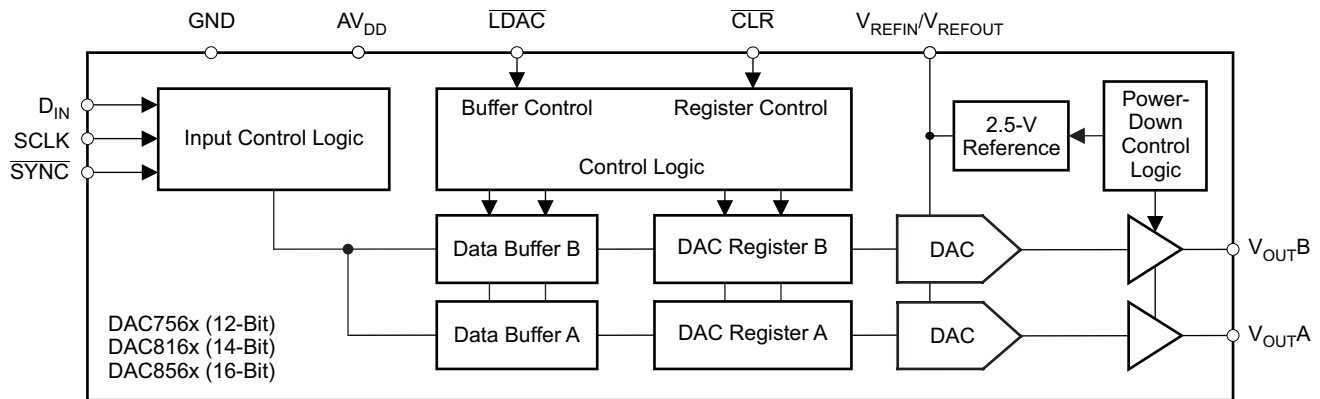 GND
AVDD
LDAC
CLR
VREFIN/VREFOUT
DIN
SCLK
SYNC
Input Control Logic
Buffer Control
Register Control
Control Logic
2.5-V
Reference
Power-
Down
Control
Logic
Data Buffer B
DAC Register B
DAC
VOUTB
Data Buffer A
DAC Register A
DAC
VOUTA
DAC756x (12-Bit)
DAC816x (14-Bit)
DAC856x (16-Bit)